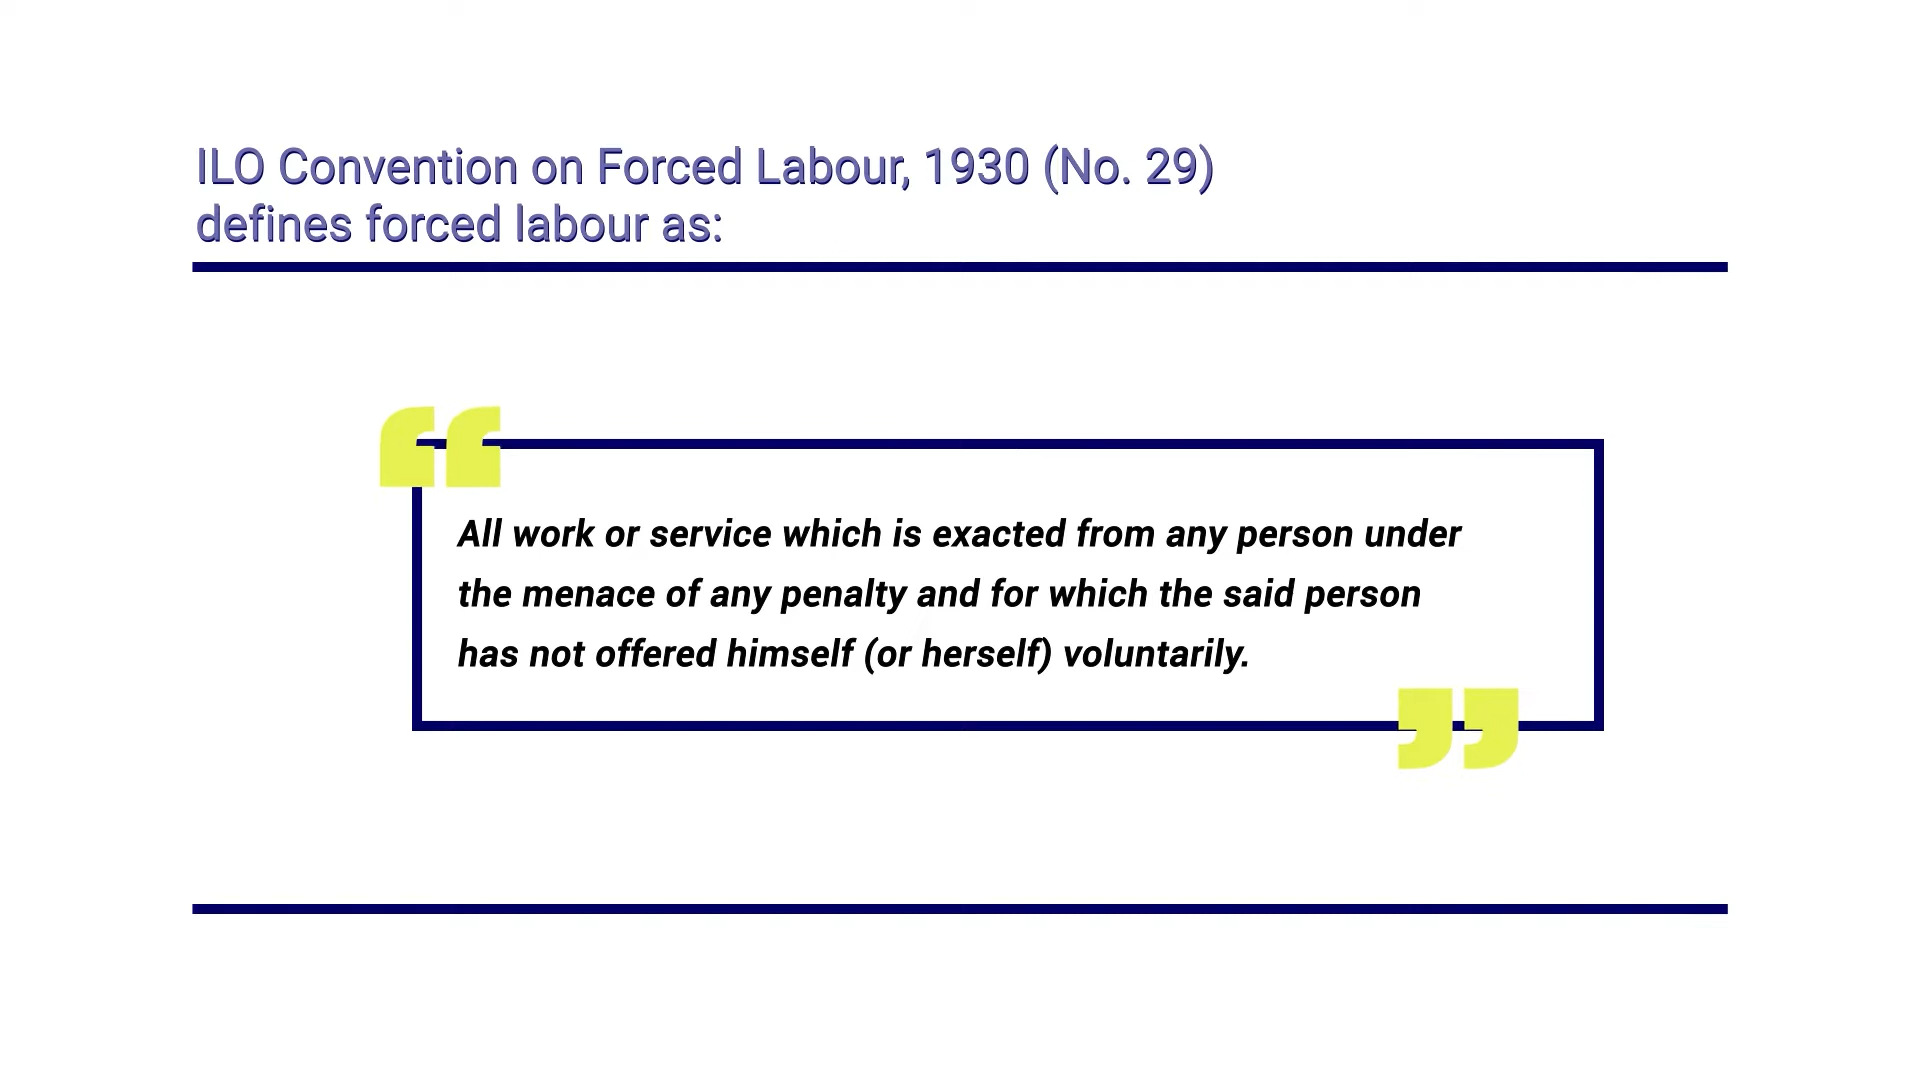 ILO Convention on Forced Labour, 1930 (No. 29)
defines forced labour as:
All work or service which is exacted from any person under
the menace of any penalty and for which the said person
has not offered himself (or herself) voluntarily.